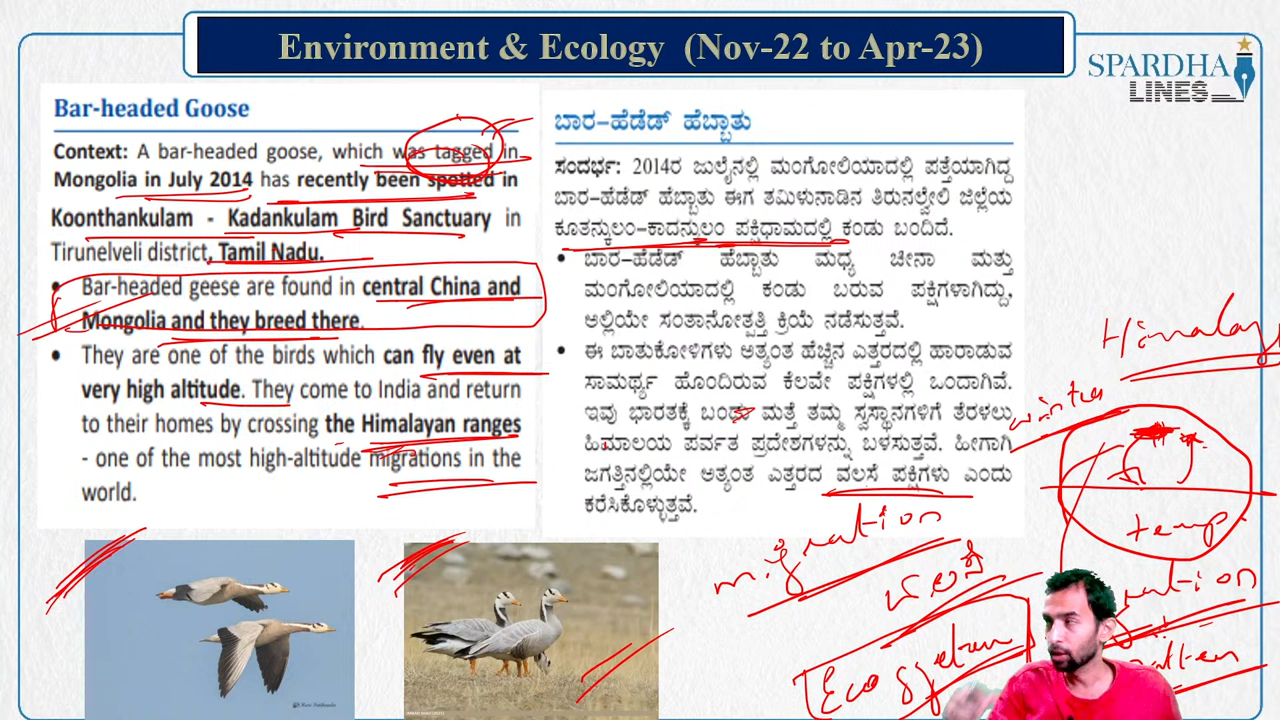 Environment & Ecology (Nov-22 to Apr-23)
SPARDHA
LINES
Bar-headed Goose
Context: A bar-headed goose, which was tagged in
Mongolia in July 2014 has recently been spotted in
Koonthankulam - Kadankulam Bird Sanctuary in
Tirunelveli district, Tamil Nadu.
• Bar-headed geese are found in central China and
Mongolia and they breed there.
• They are one of the birds which can fly even at
very high altitude. They come to India and return
to their homes by crossing the Himalayan ranges
- one of the most high-altitude migrations in the
world.
ಬಾರ-ಹೆಡೆಡ್ ಹೆಬ್ಬಾತು
ಸಂದರ್ಭ: 2014ರ ಜುಲೈನಲ್ಲಿ ಮಂಗೋಲಿಯಾದಲ್ಲಿ ಪತ್ತೆಯಾಗಿದ್ದ
ಬಾರ-ಹೆಡೆಡ್ ಹೆಬ್ಬಾತು ಈಗ ತಮಿಳುನಾಡಿನ ತಿರುನಲ್ವೇಲಿ ಜಿಲ್ಲೆಯ
ಕೂತನ್ಕುಲಂ-ಕಾದನ್ಕುಲಂ ಪಕ್ಷಿಧಾಮದಲ್ಲಿ ಕಂಡು ಬಂದಿದೆ.
• ಬಾರ-ಹೆಡೆಡ್ ಹೆಬ್ಬಾತು ಮಧ್ಯ ಚೀನಾ ಮತ್ತು
ಮಂಗೋಲಿಯಾದಲ್ಲಿ ಕಂಡು ಬರುವ ಪಕ್ಷಿಗಳಾಗಿದ್ದು,
ಅಲ್ಲಿಯೇ ಸಂತಾನೋತ್ಪತ್ತಿ ಕ್ರಿಯೆ ನಡೆಸುತ್ತವೆ.
• ಈ ಬಾತುಕೋಳಿಗಳು ಅತ್ಯಂತ ಹೆಚ್ಚಿನ ಎತ್ತರದಲ್ಲಿ ಹಾರಾಡುವ
ಸಾಮರ್ಥ್ಯ ಹೊಂದಿರುವ ಕೆಲವೇ ಪಕ್ಷಿಗಳಲ್ಲಿ ಒಂದಾಗಿವೆ.
ಇವು ಭಾರತಕ್ಕೆ ಬಂದು ಮತ್ತೆ ತಮ್ಮ ಸ್ವಸ್ಥಾನಗಳಿಗೆ ತೆರಳಲು
ಹಿಮಾಲಯ ಪರ್ವತ ಪ್ರದೇಶಗಳನ್ನು ಬಳಸುತ್ತವೆ. ಹೀಗಾಗಿ
ಜಗತ್ತಿನಲ್ಲಿಯೇ ಅತ್ಯಂತ ಎತ್ತರದ ವಲಸೆ ಪಕ್ಷಿಗಳು ಎಂದು
ಕರೆಸಿಕೊಳ್ಳುತ್ತವೆ.
Himalay
winter
temp
migration
ration